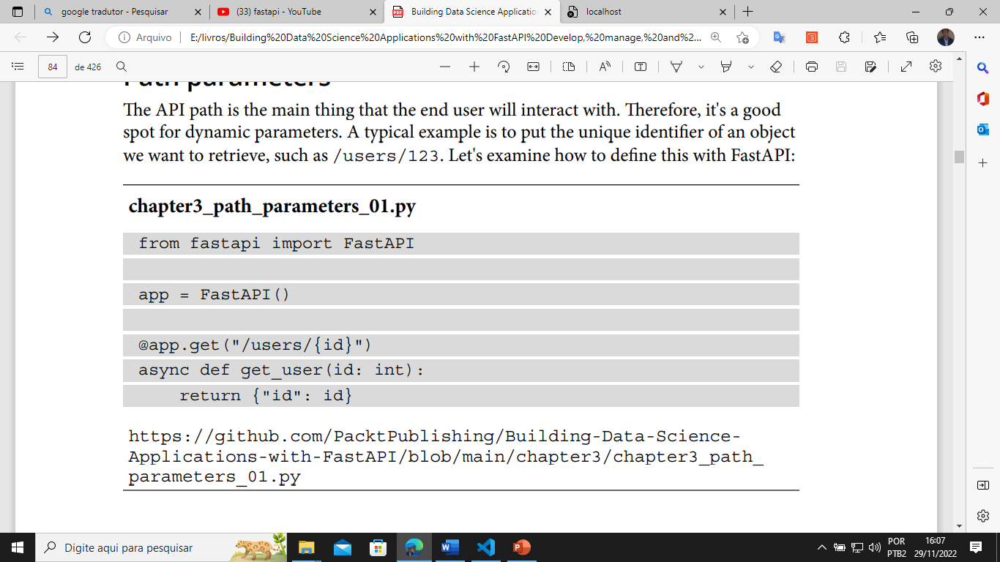 google tradutor - Pesquisar
(33) fastapi - YouTube
Building Data Science Applicatio
localhost
Arquivo
E:/livros/Building%20Data%20Science%20Applications%20with%20FastAPI%20Develop,%20manage,%20and%2...
84
de 426
Path parameters
The API path is the main thing that the end user will interact with. Therefore, it's a good
spot for dynamic parameters. A typical example is to put the unique identifier of an object
we want to retrieve, such as /users/123. Let's examine how to define this with FastAPI:
chapter3_path_parameters_01.py
from fastapi import FastAPI
app = FastAPI()
@app.get("/users/{id}")
async def get_user(id: int):
    return {"id": id}
https://github.com/PacktPublishing/Building-Data-Science-
Applications-with-FastAPI/blob/main/chapter3/chapter3_path_
parameters_01.py
Digite aqui para pesquisar
POR
PTB2
16:07
29/11/2022